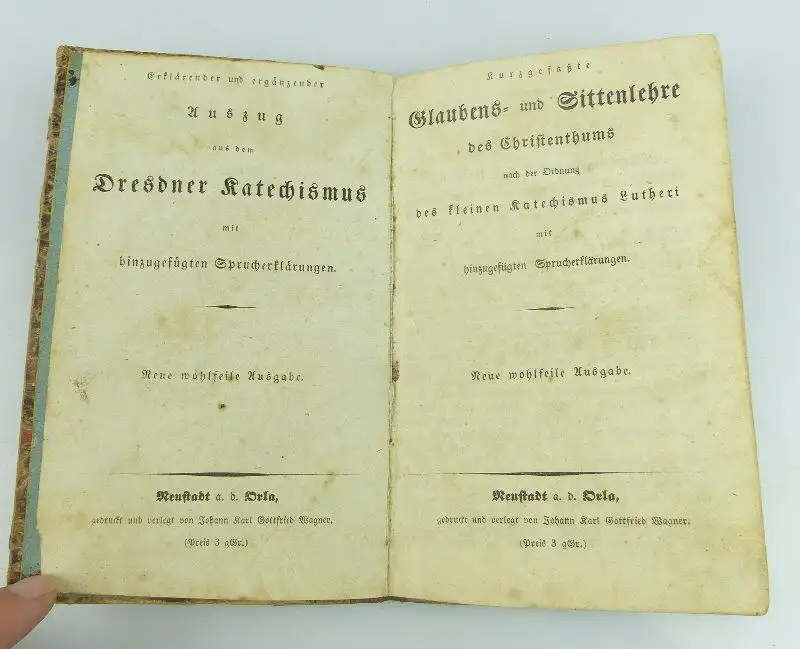 Erklärender und ergänzender
Auszug
aus dem
Dresdner Katechismus
mit
hinzugefügten Spruchерklärungen.
Neue wohlfeile Ausgabe.
Neustadt a. d. Orla,
gedruckt und verlegt von Johann Karl Gottfried Wagner.
(Preis 3 gGr.)
Kurzgefaßte
Glaubens- und Sittenlehre
des Christenthums
nach der Ordnung
des kleinen Katechismus Lutheri
mit
hinzugefügten Sprucherklärungen.
Neue wohlfeile Ausgabe.
Neustadt a. d. Orla,
gedruckt und verlegt von Johann Karl Gottfried Wagner.
(Preis 3 gGr.)